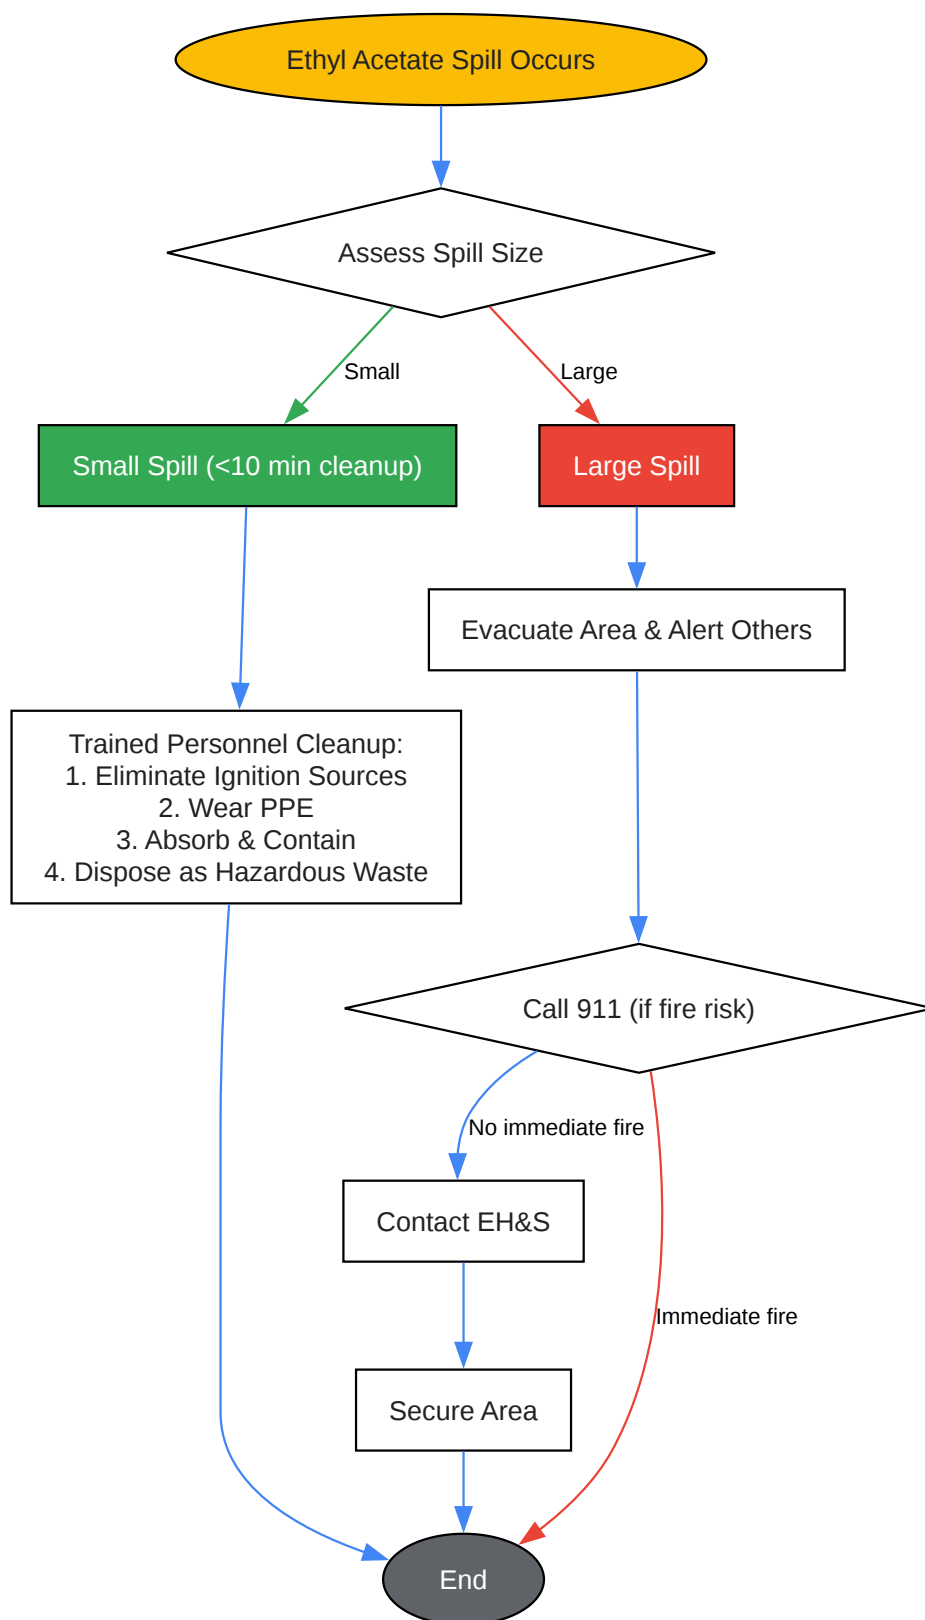 Ethyl Acetate Spill Occurs
Assess Spill Size
Small
Large
Small Spill (<10 min cleanup)
Large Spill
Evacuate Area & Alert Others
Trained Personnel Cleanup:
1. Eliminate Ignition Sources
2. Wear PPE
3. Absorb & Contain
4. Dispose as Hazardous Waste
Call 911 (if fire risk)
No immediate fire
Contact EH&S
Immediate fire
Secure Area
End